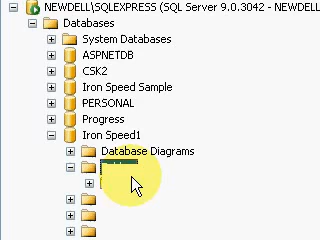 NEWDELL\SQLEXPRESS (SQL Server 9.0.3042 - NEWDELL
Databases
System Databases
ASPNETDB
CSK2
Iron Speed Sample
PERSONAL
Progress
Iron Speed1
Database Diagrams